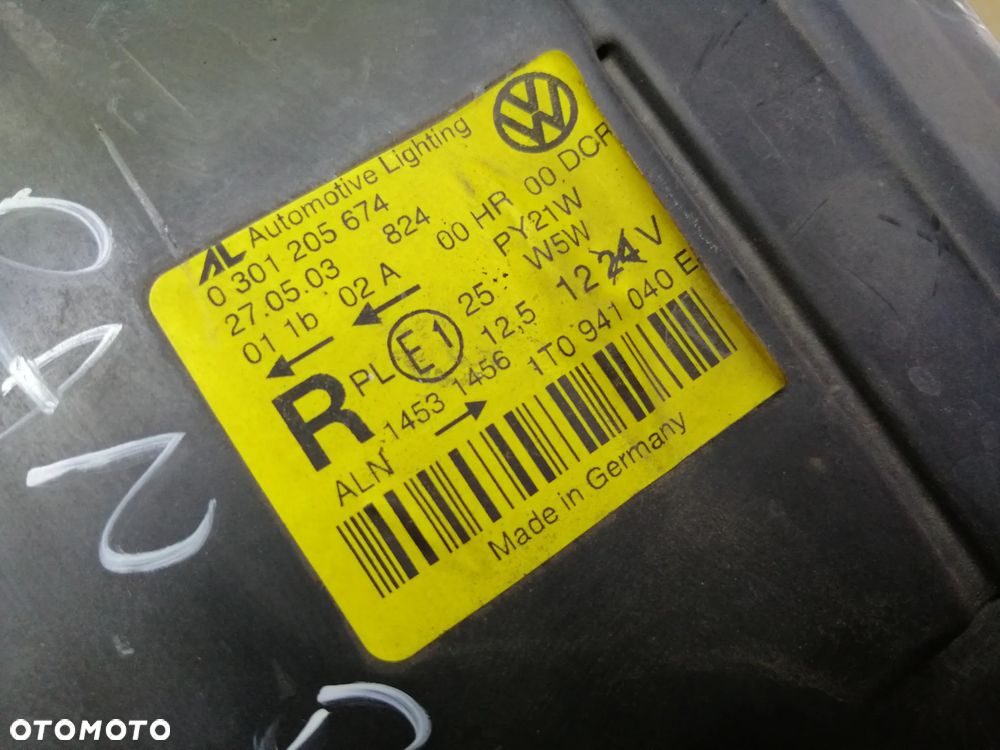 AL Automotive Lighting
0 301 205 674
27.05.03 824 00 HR 00 DCR
01 1b 02 A PY21W
W5W
R PL E1 25 12 24 V
12,5
1453 1456 1T0 941 040 E
ALN
Made in Germany
OTOMOTO